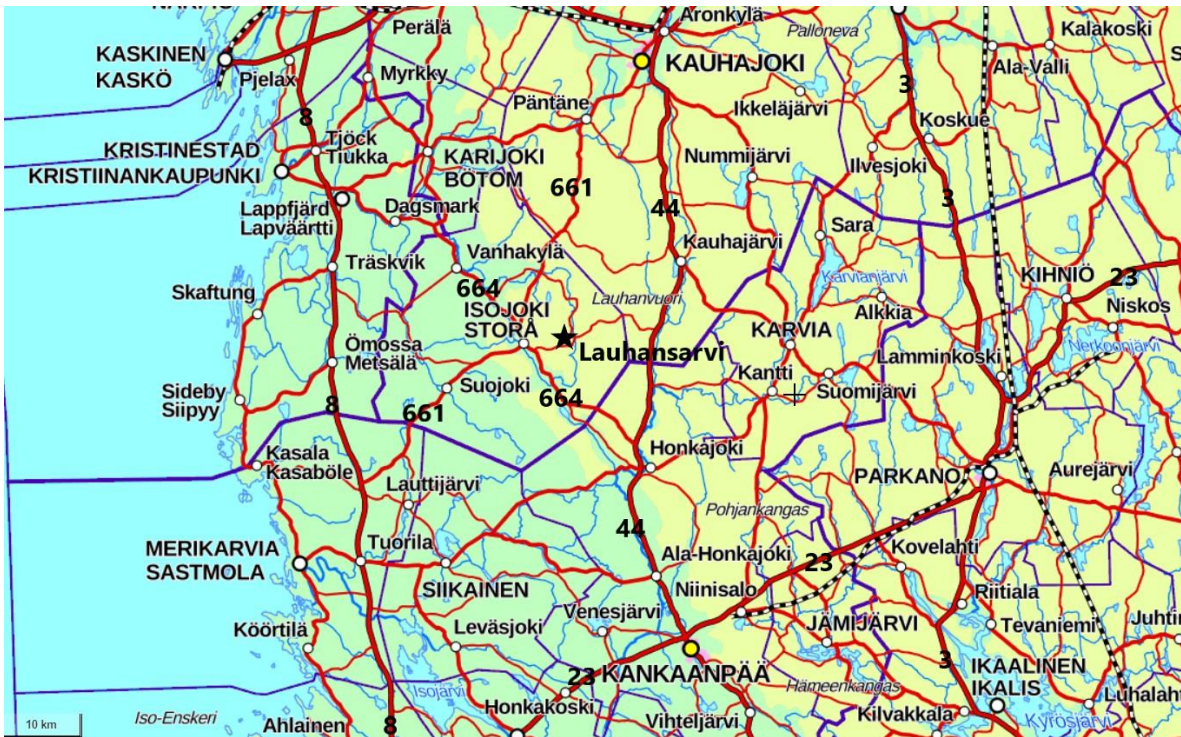 NÄRPIÖ
Perälä
Aronkylä
Palloneva
Kalakoski
KASKINEN
KASKÖ
Pjelax
Myrkky
KAUHAJOKI
Ala-Valli
S
Ikkeläjärvi
3
Päntäne
8
Koskue
Tjöck
Tiukka
KRISTINESTAD
KRISTIINANKAUPUNKI
KARIJOKI
BÖTOM
Nummijärvi
Ilvesjoki
661
44
3
Lappfjärd
Lapväärtti
Dagsmark
Sara
Vanhakylä
Kauhajärvi
Träskvik
Karvianjärvi
KIHNIÖ
23
Skaftung
664
Lauhanvuori
Alkkia
Niskos
ISOJOKI
STORÅ
KARVIA
Ömossa
Metsälä
Lauhansarvi
Lamminkoski
Nerkoonjärvi
Kantti
Suomijärvi
Suojoki
Sideby
Siipyy
8
661
664
Kasala
Kasaböle
Honkajoki
PARKANO
Aurejärvi
Lauttijärvi
Pohjankangas
44
MERIKARVIA
SASTMOLA
Tuorila
Ala-Honkajoki
23
Kovelahti
SIIKAINEN
Niinisalo
Riitiala
Venesjärvi
JÄMIJÄRVI
Tevaniemi
Juhtin
Köörtilä
Leväsjoki
3
IKAALINEN
IKALIS
23
KANKAANPÄÄ
Isojärvi
Hämeenkangas
Luhalaht
10 km
Iso-Enskeri
Ahlainen
8
Honkakoski
Vihteljärvi
Kilvakkala
Kyrösjärvi